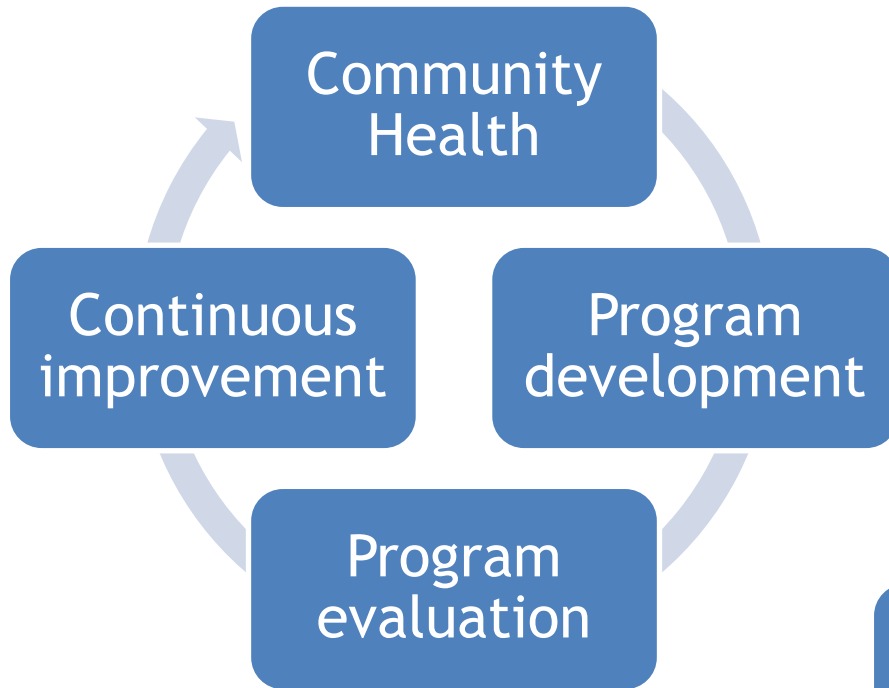 Community
Health
Continuous
improvement
Program
development
Program
evaluation